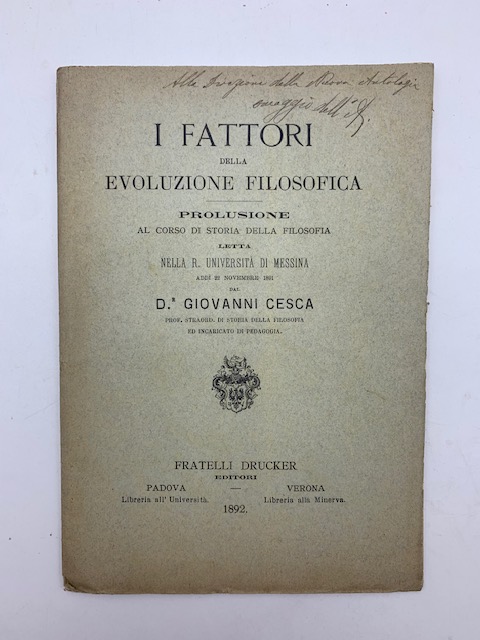 Alla Direzione della Nuova Antologia
omaggio dell'A.
I FATTORI
DELLA
EVOLUZIONE FILOSOFICA
PROLUSIONE
AL CORSO DI STORIA DELLA FILOSOFIA
LETTA
NELLA R. UNIVERSITÀ DI MESSINA
ADDÌ 22 NOVEMBRE 1891
DAL
D.R GIOVANNI CESCA
PROF. STRAORD. DI STORIA DELLA FILOSOFIA
ED INCARICATO DI PEDAGOGIA.
FRATELLI DRUCKER
EDITORI
PADOVA — VERONA
Libreria all' Università. Libreria alla Minerva.
1892.